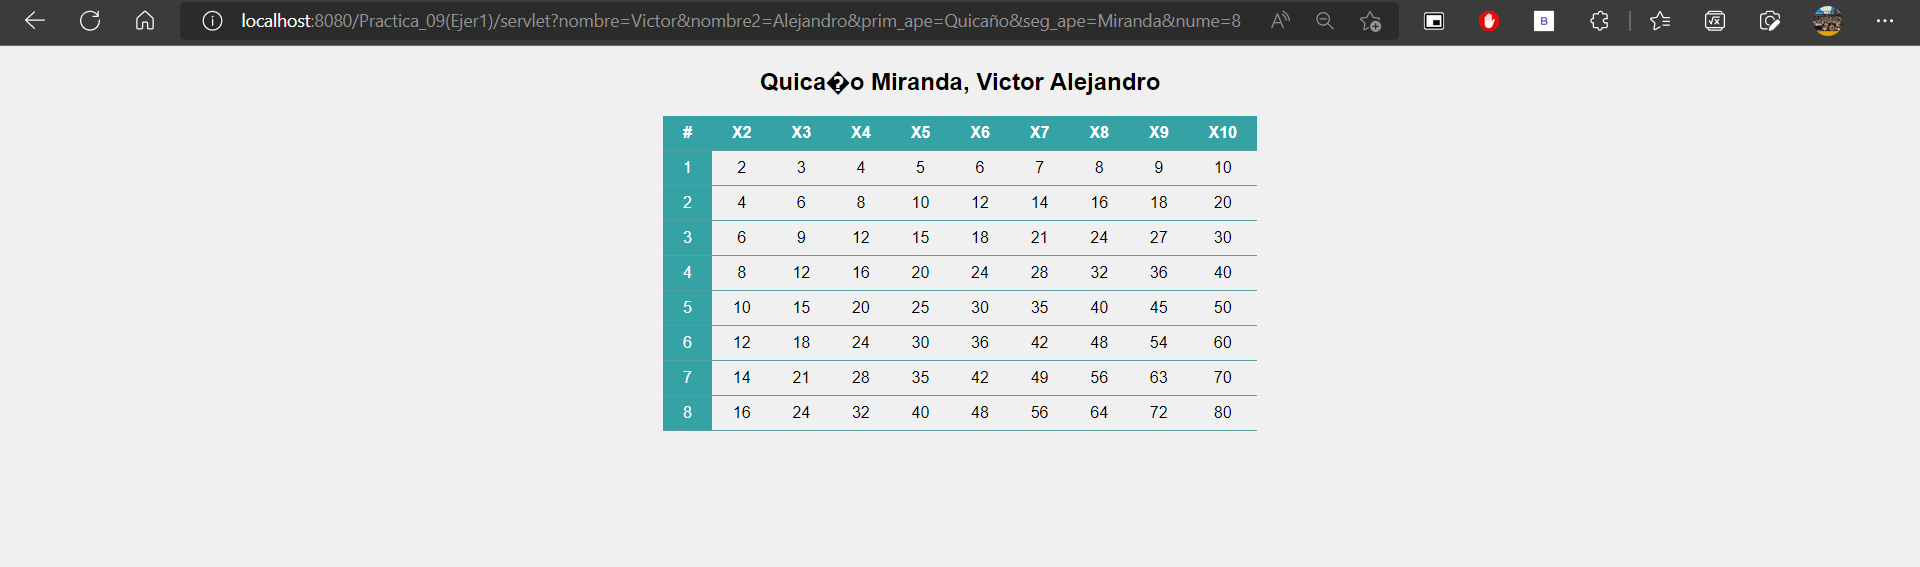 localhost:8080/Practica_09(Ejer1)/servlet?nombre=Victor&nombre2=Alejandro&prim_ape=Quicaño&seg_ape=Miranda&nume=8
B
Quica�o Miranda, Victor Alejandro
# X2 X3 X4 X5 X6 X7 X8 X9 X10
1 2 3 4 5 6 7 8 9 10
2 4 6 8 10 12 14 16 18 20
3 6 9 12 15 18 21 24 27 30
4 8 12 16 20 24 28 32 36 40
5 10 15 20 25 30 35 40 45 50
6 12 18 24 30 36 42 48 54 60
7 14 21 28 35 42 49 56 63 70
8 16 24 32 40 48 56 64 72 80